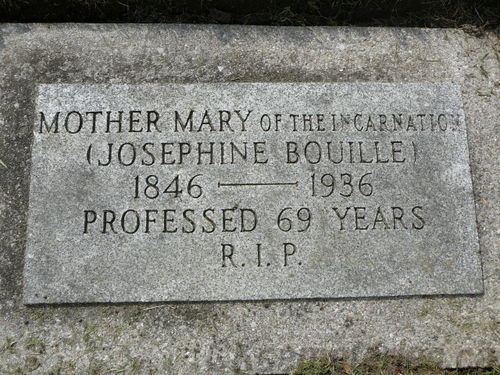 MOTHER MARY OF THE INCARNATION
(JOSEPHINE BOUILLE)
1846 — 1936
PROFESSED 69 YEARS
R. I. P.